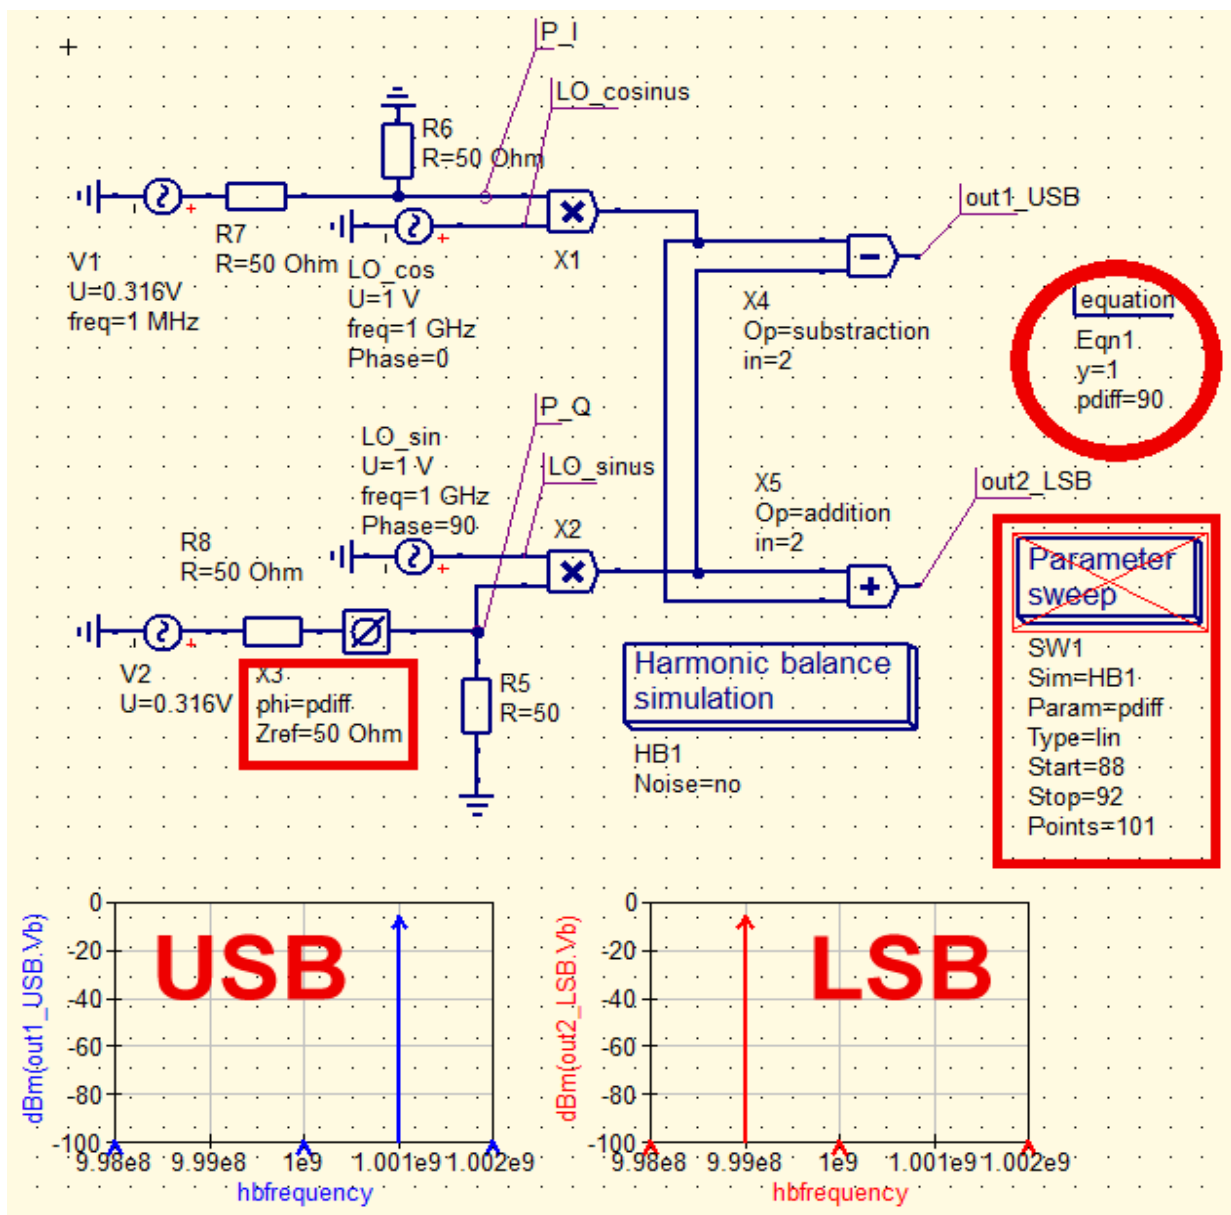 P_I
LO_cosinus
R6
R=50 Ohm
out1_USB
R7
R=50 Ohm
X1
V1
U=0.316V
freq=1 MHz
LO_cos
U=1 V
freq=1 GHz
Phase=0
X4
Op=substraction
in=2
equation
Eqn1
y=1
pdiff=90
P_Q
LO_sin
U=1 V
freq=1 GHz
Phase=90
LO_sinus
X2
X5
Op=addition
in=2
out2_LSB
R8
R=50 Ohm
V2
U=0.316V
X3
phi=pdiff
Zref=50 Ohm
R5
R=50
Harmonic balance
simulation
HB1
Noise=no
Parameter
sweep
SW1
Sim=HB1
Param=pdiff
Type=lin
Start=88
Stop=92
Points=101
dBm(out1_USB.Vb)
0
-20
-40
-60
-80
-100
USB
9.98e8 9.99e8 1e9 1.001e9 1.002e9
hbfrequency
dBm(out2_LSB.Vb)
0
-20
-40
-60
-80
-100
LSB
9.98e8 9.99e8 1e9 1.001e9 1.002e9
hbfrequency